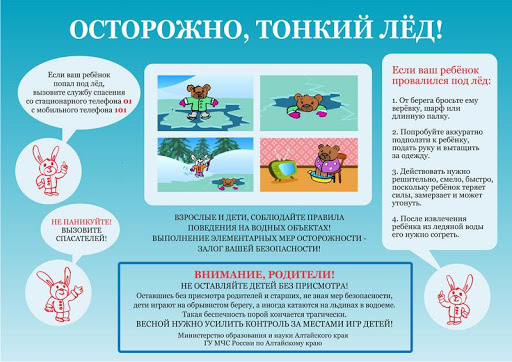 ОСТОРОЖНО, ТОНКИЙ ЛЁД!
Если ваш ребёнок
попал под лёд,
вызовите службу спасения
со стационарного телефона 01
с мобильного телефона 101
НЕ ПАНИКУЙТЕ!
ВЫЗОВИТЕ
СПАСАТЕЛЕЙ!
Если ваш ребёнок
провалился под лёд:
1. От берега бросьте ему
верёвку, шарф или
длинную палку.
2. Попробуйте аккуратно
подползти к ребёнку,
подать руку и вытащить
за одежду.
3. Действовать нужно
решительно, смело, быстро,
поскольку ребёнок теряет
силы, замерзает и может
утонуть.
4. После извлечения
ребёнка из ледяной воды
его нужно согреть.
ВЗРОСЛЫЕ И ДЕТИ, СОБЛЮДАЙТЕ ПРАВИЛА
ПОВЕДЕНИЯ НА ВОДНЫХ ОБЪЕКТАХ!
ВЫПОЛНЕНИЕ ЭЛЕМЕНТАРНЫХ МЕР ОСТОРОЖНОСТИ -
ЗАЛОГ ВАШЕЙ БЕЗОПАСНОСТИ!
ВНИМАНИЕ, РОДИТЕЛИ!
НЕ ОСТАВЛЯЙТЕ ДЕТЕЙ БЕЗ ПРИСМОТРА!
Оставшись без присмотра родителей и старших, не зная мер безопасности,
дети играют на обрывистом берегу, а иногда катаются на льдинах в водоеме.
Такая беспечность порой кончается трагически.
ВЕСНОЙ НУЖНО УСИЛИТЬ КОНТРОЛЬ ЗА МЕСТАМИ ИГР ДЕТЕЙ!
Министерство образования и науки Алтайского края
ГУ МЧС России по Алтайскому краю